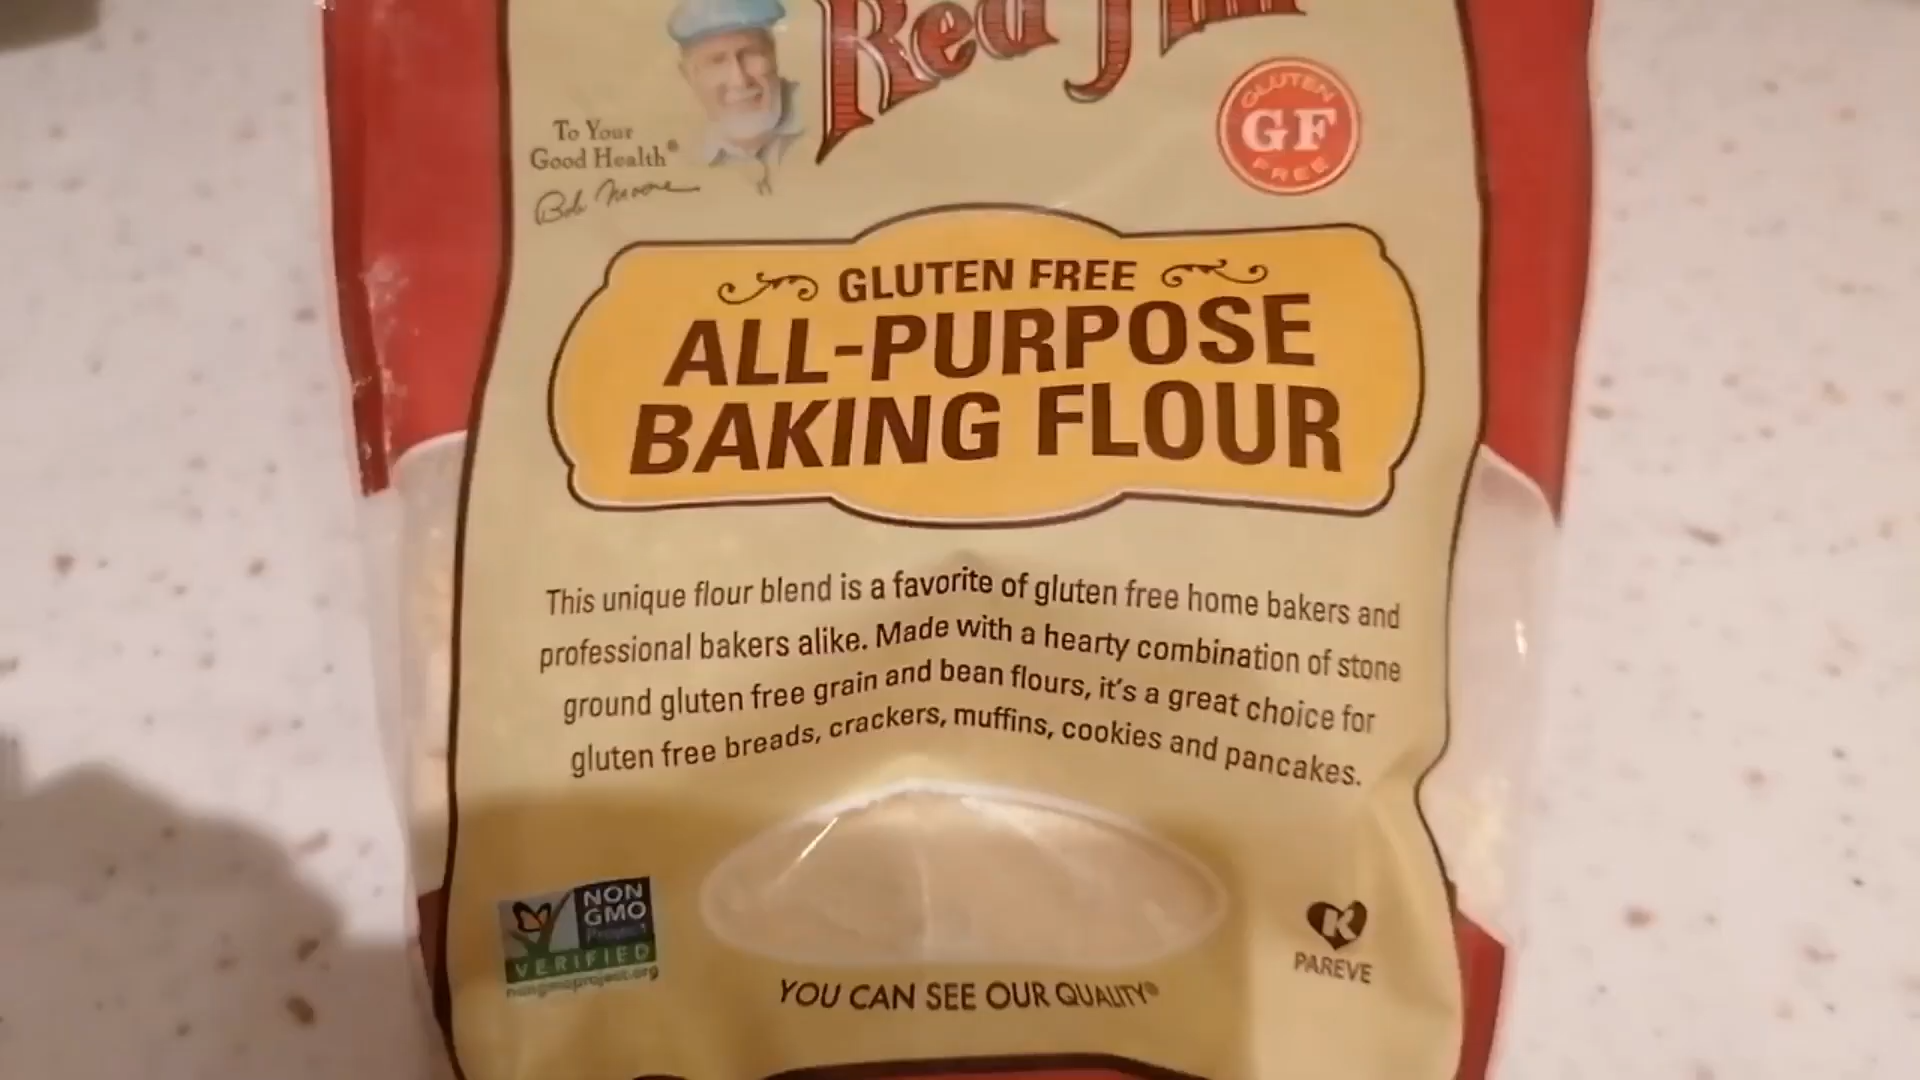 Red Mill
To Your
Good Health®
Bob Moore
GLUTEN
GF
FREE
GLUTEN FREE
ALL-PURPOSE
BAKING FLOUR
This unique flour blend is a favorite of gluten free home bakers and
professional bakers alike. Made with a hearty combination of stone
ground gluten free grain and bean flours, it's a great choice for
gluten free breads, crackers, muffins, cookies and pancakes.
NON
GMO
Project
VERIFIED
nongmoproject.org
K
PAREVE
YOU CAN SEE OUR QUALITY®